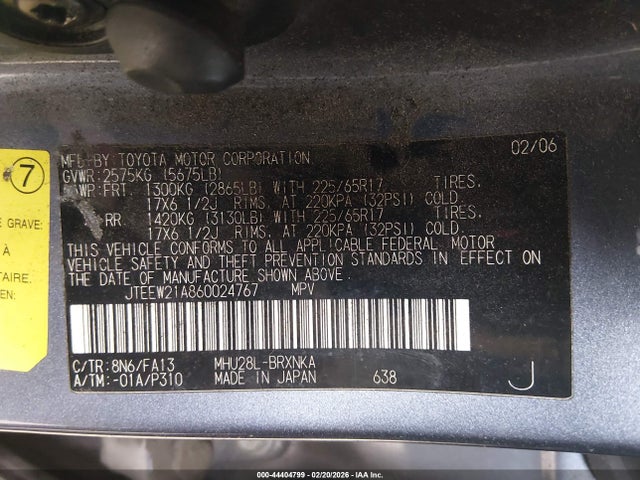 7
E GRAVE:
À
TAIRE.
EN:
MFD-BY: TOYOTA MOTOR CORPORATION 02/06
GVWR: 2575KG (5675LB)
GAWP: FRT. 1300KG (2865LB) WITH 225/65R17 TIRES.
17X6 1/2J RIMS. AT 220KPA (32PSI) COLD.
RR 1420KG (3130LB) WITH 225/65R17 TIRES.
17X6 1/2J RIMS. AT 220KPA (32PSI) COLD.
THIS VEHICLE CONFORMS TO ALL APPLICABLE FEDERAL MOTOR
VEHICLE SAFETY AND THEFT PREVENTION STANDARDS IN EFFECT ON
THE DATE OF MANUFACTURE SHOWN ABOVE.
JTEEW21A860024767 MPV
C/TR: 8N6/FA13 MHU28L-BRXNKA
A/TM: -01A/P310 MADE IN JAPAN 638 J
000-44404799 - 02/20/2026 - IAA Inc.